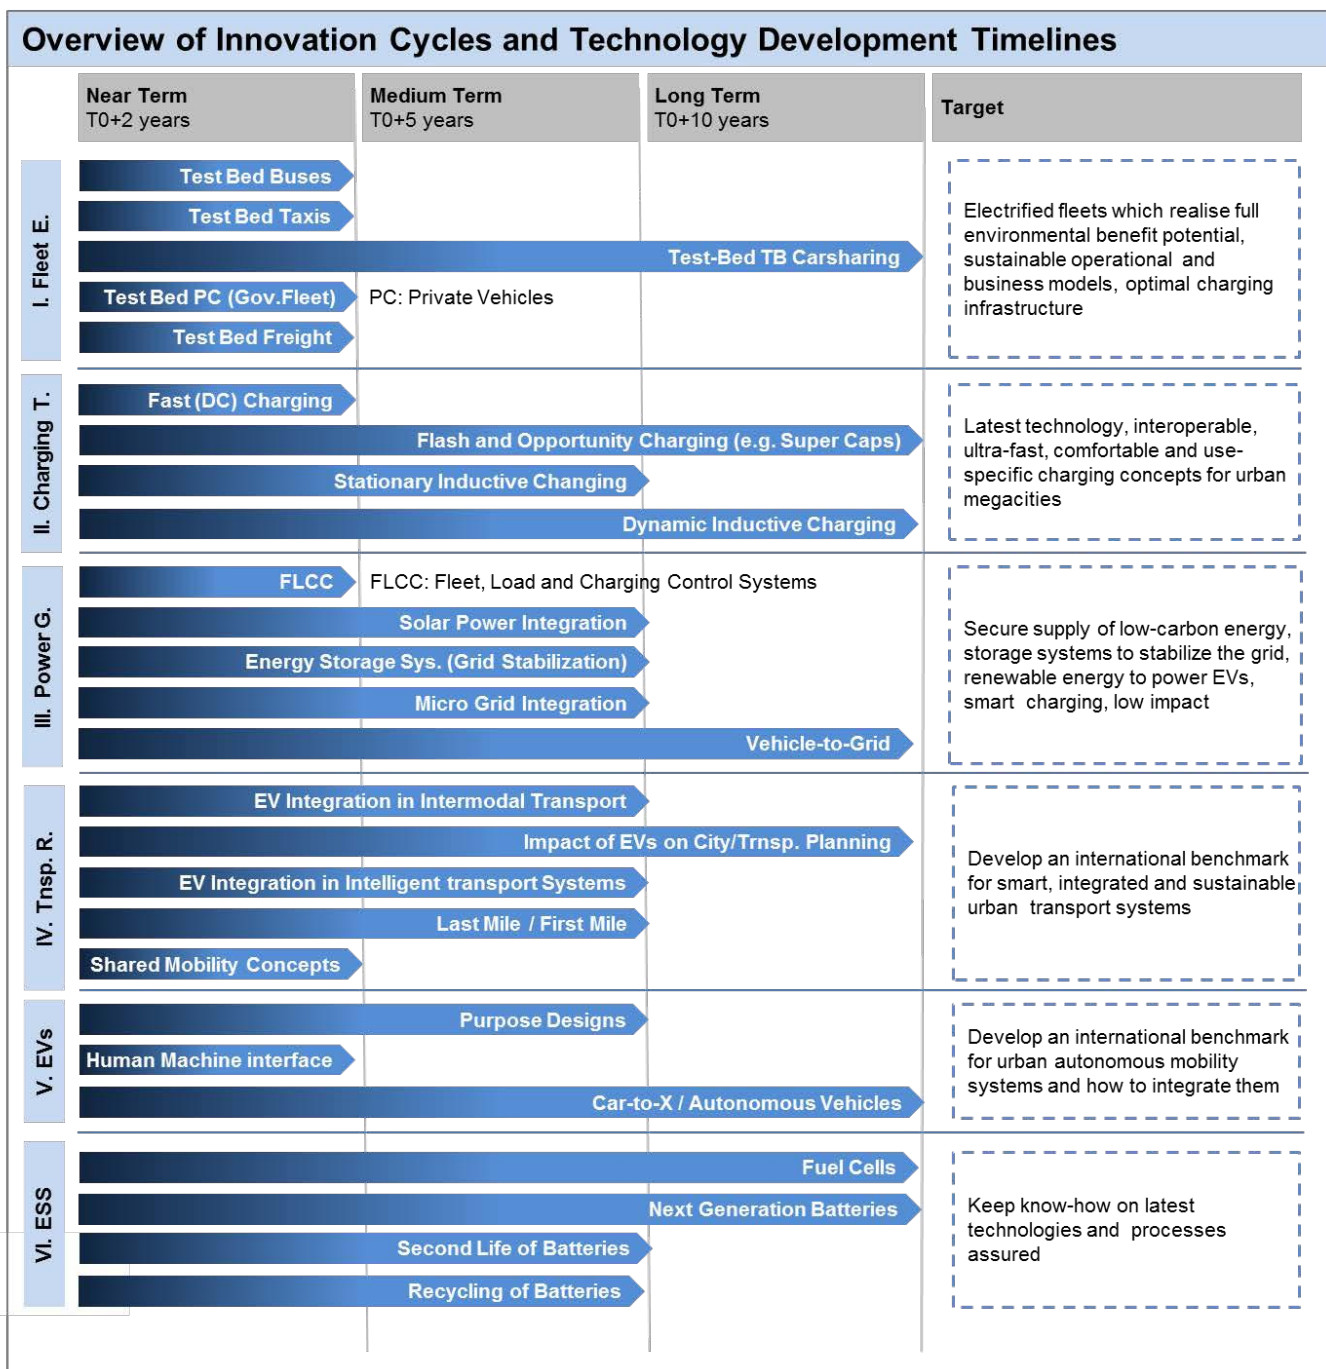 Overview of Innovation Cycles and Technology Development Timelines
Near Term
T0+2 years
Medium Term
T0+5 years
Long Term
T0+10 years
Target
I. Fleet E.
Test Bed Buses
Test Bed Taxis
Test-Bed TB Carsharing
Test Bed PC (Gov.Fleet)
PC: Private Vehicles
Test Bed Freight
Electrified fleets which realise full
environmental benefit potential,
sustainable operational and
business models, optimal charging
infrastructure
II. Charging T.
Fast (DC) Charging
Flash and Opportunity Charging (e.g. Super Caps)
Stationary Inductive Changing
Dynamic Inductive Charging
Latest technology, interoperable,
ultra-fast, comfortable and use-
specific charging concepts for urban
megacities
III. Power G.
FLCC
FLCC: Fleet, Load and Charging Control Systems
Solar Power Integration
Energy Storage Sys. (Grid Stabilization)
Micro Grid Integration
Vehicle-to-Grid
Secure supply of low-carbon energy,
storage systems to stabilize the grid,
renewable energy to power EVs,
smart charging, low impact
IV. Tnsp. R.
EV Integration in Intermodal Transport
Impact of EVs on City/Trnsp. Planning
EV Integration in Intelligent transport Systems
Last Mile / First Mile
Shared Mobility Concepts
Develop an international benchmark
for smart, integrated and sustainable
urban transport systems
V. EVs
Purpose Designs
Human Machine interface
Car-to-X / Autonomous Vehicles
Develop an international benchmark
for urban autonomous mobility
systems and how to integrate them
VI. ESS
Fuel Cells
Next Generation Batteries
Second Life of Batteries
Recycling of Batteries
Keep know-how on latest
technologies and processes
assured